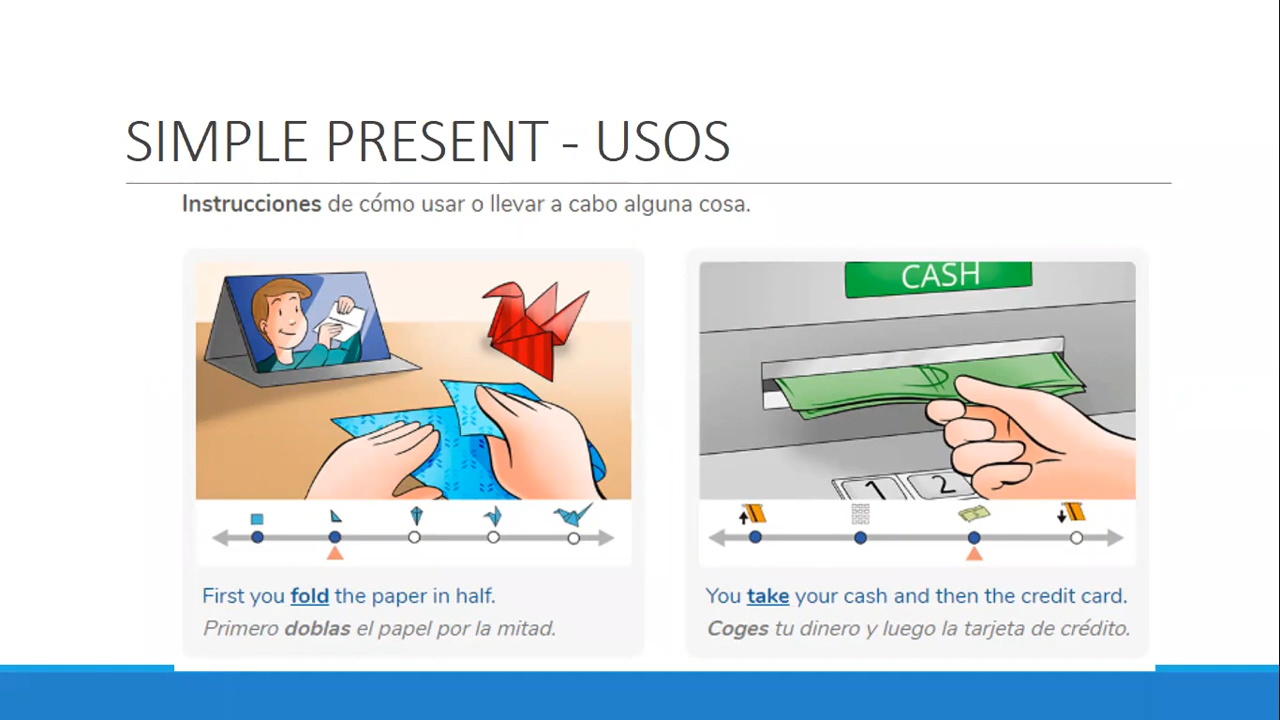 SIMPLE PRESENT - USOS
Instrucciones de cómo usar o llevar a cabo alguna cosa.
CASH
1 2
First you fold the paper in half.
Primero doblas el papel por la mitad.
You take your cash and then the credit card.
Coges tu dinero y luego la tarjeta de crédito.